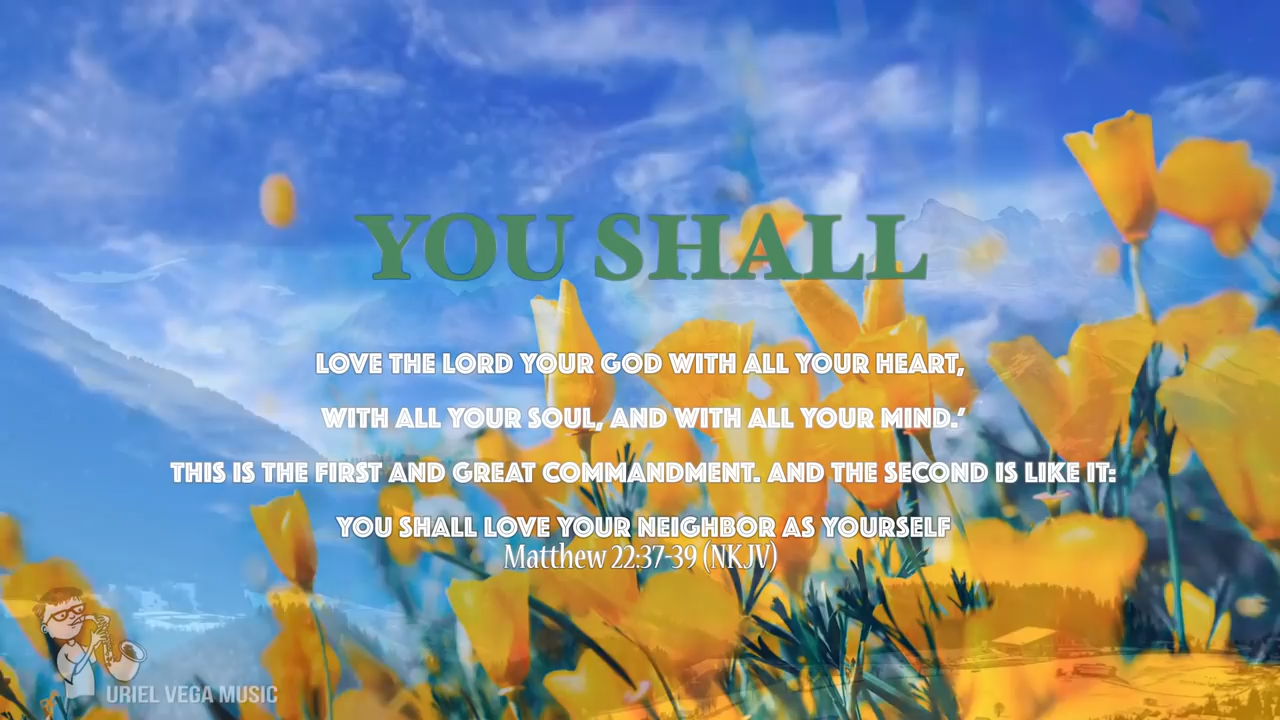 YOU SHALL
LOVE THE LORD YOUR GOD WITH ALL YOUR HEART,
WITH ALL YOUR SOUL, AND WITH ALL YOUR MIND.’
THIS IS THE FIRST AND GREAT COMMANDMENT. AND THE SECOND IS LIKE IT:
YOU SHALL LOVE YOUR NEIGHBOR AS YOURSELF
Matthew 22:37-39 (NKJV)
URIEL VEGA MUSIC